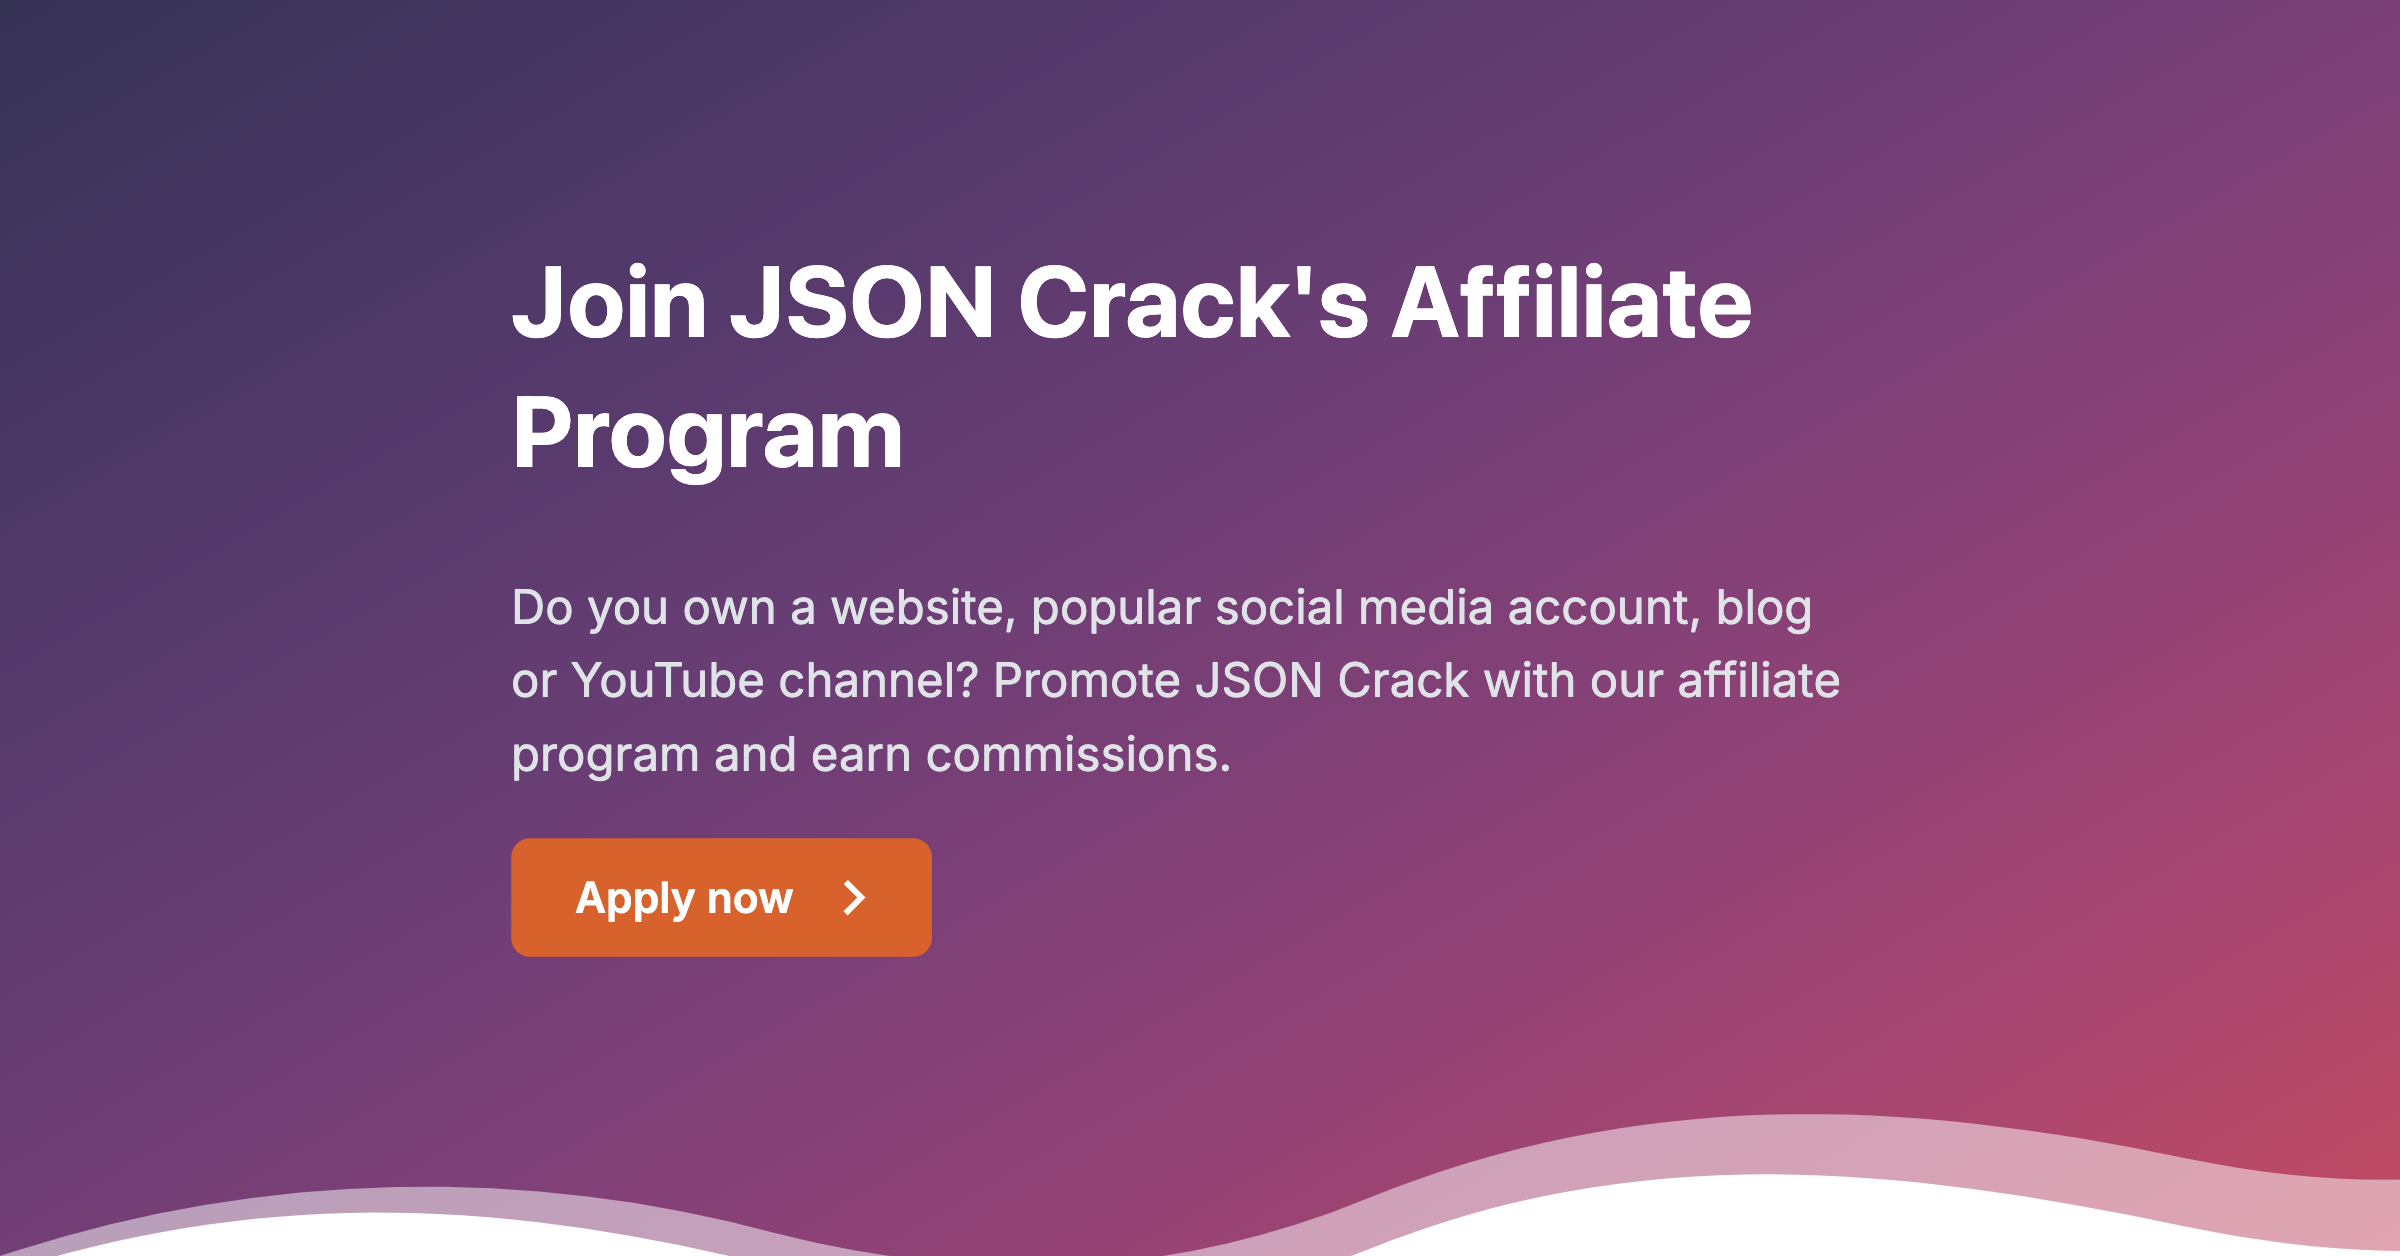 Join JSON Crack's Affiliate
Program
Do you own a website, popular social media account, blog
or YouTube channel? Promote JSON Crack with our affiliate
program and earn commissions.
Apply now